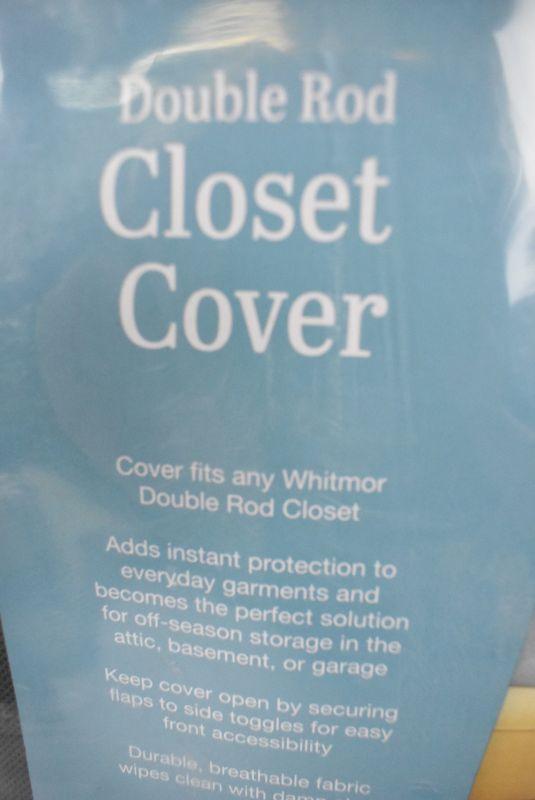 Double Rod
Closet
Cover
Cover fits any Whitmor
Double Rod Closet
Adds instant protection to
everyday garments and
becomes the perfect solution
for off-season storage in the
attic, basement, or garage
Keep cover open by securing
flaps to side toggles for easy
front accessibility
Durable, breathable fabric
wipes clean with